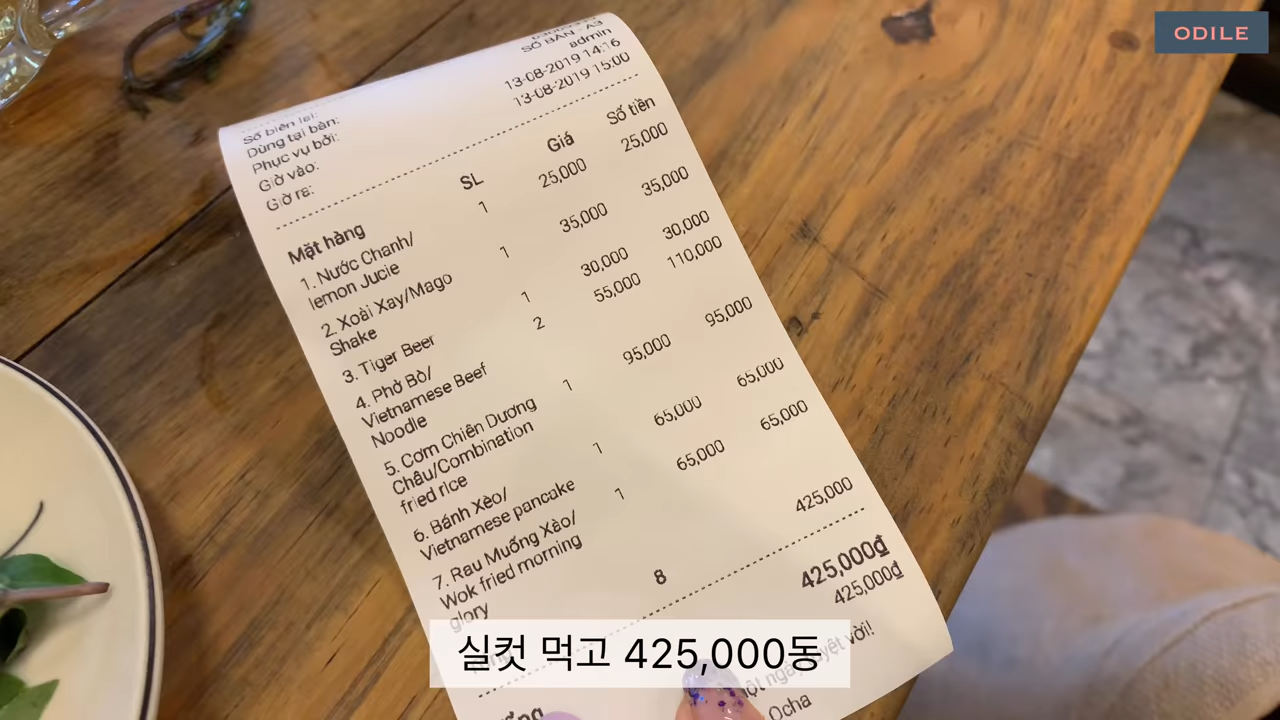 ODILE
SỐ BÀN - A3
admin
Số biên lai:
Dùng tại bàn:
Phục vụ bởi:
Giờ vào: 13-08-2019 14:16
Giờ ra: 13-08-2019 15:00
Mặt hàng SL Giá Số tiền
1. Nước Chanh/ 1 25,000 25,000
lemon Jucie
2. Xoài Xay/Mago 1 35,000 35,000
Shake
3. Tiger Beer 1 30,000 30,000
4. Phở Bò/ 2 55,000 110,000
Vietnamese Beef
Noodle
5. Cơm Chiên Dương 1 95,000 95,000
Châu/Combination
fried rice
6. Bánh Xèo/ 1 65,000 65,000
Vietnamese pancake
7. Rau Muống Xào/ 1 65,000 65,000
Wok fried morning
glory
8 425,000
425,000₫
425,000₫
실컷 먹고 425,000동
vời!
Ocha